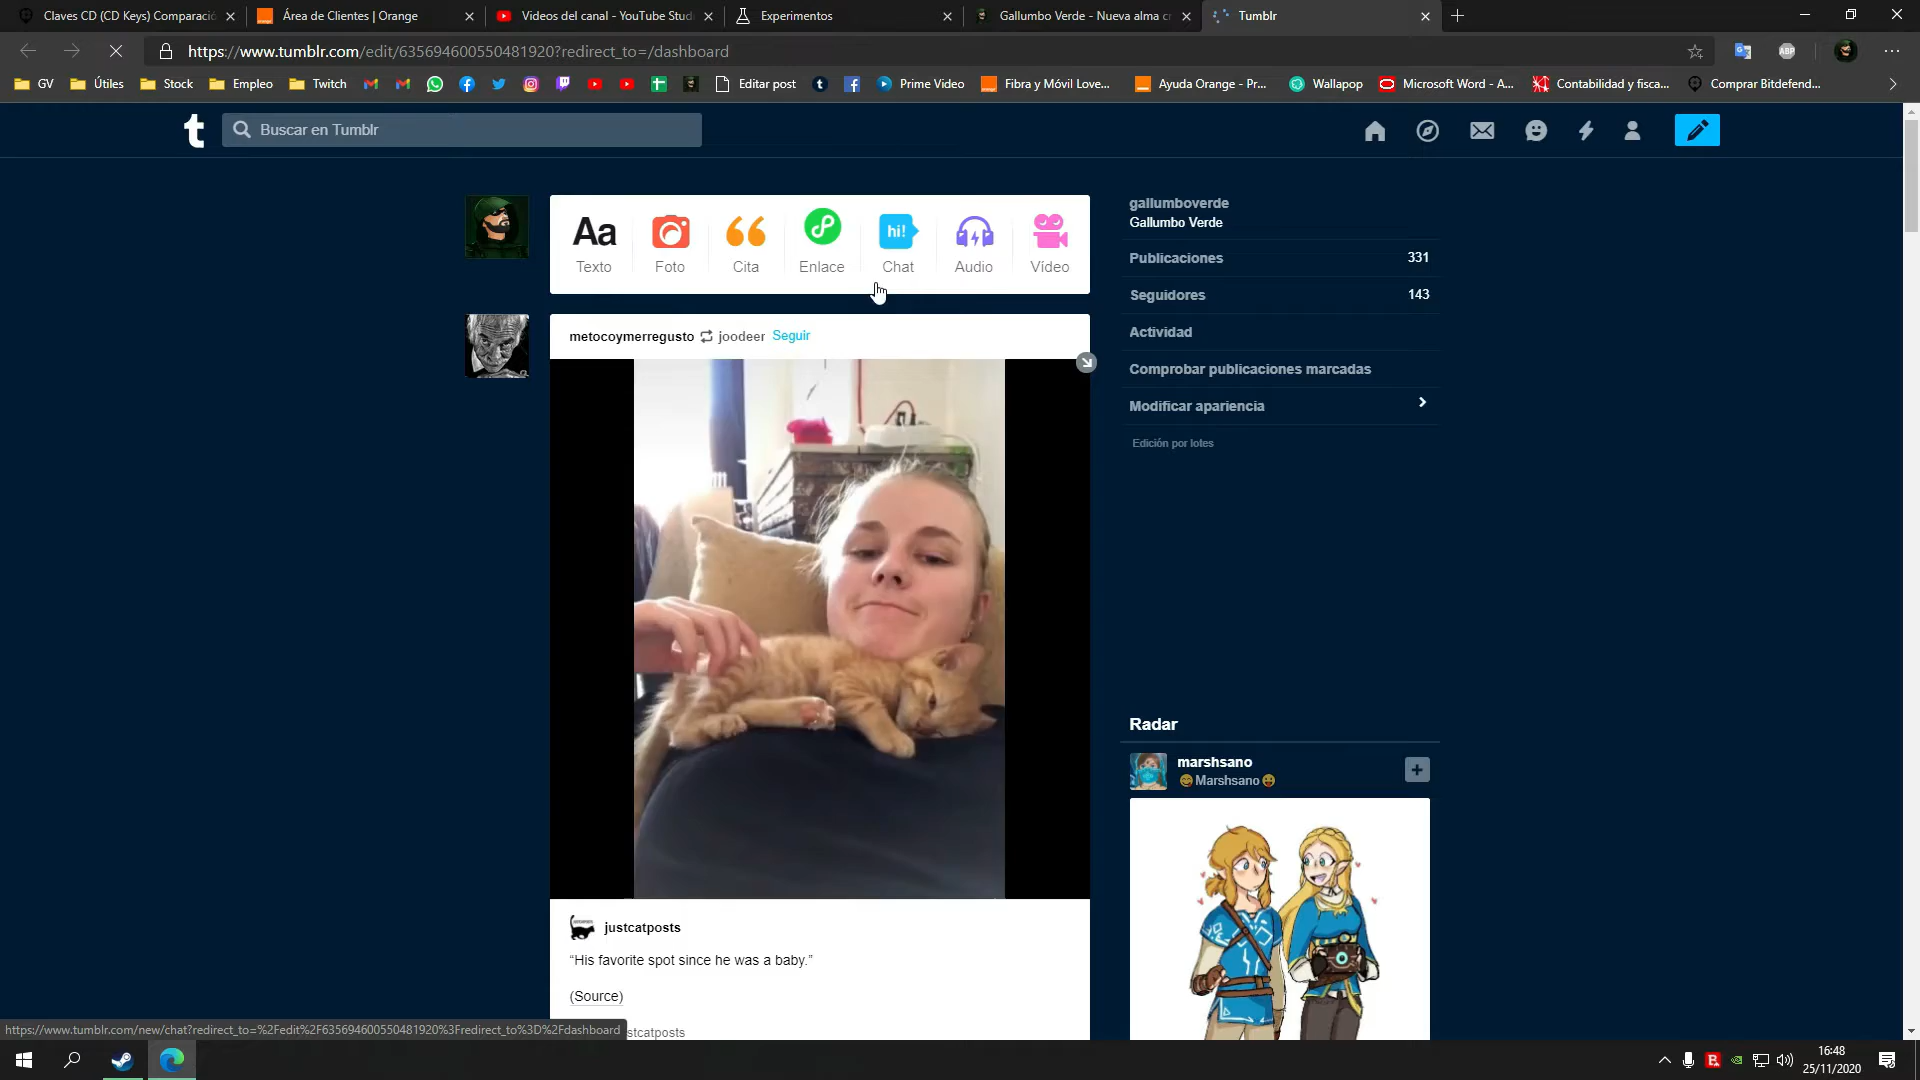 Claves CD (CD Keys) Comparació
Área de Clientes | Orange
Videos del canal - YouTube Stud
Experimentos
Gallumbo Verde - Nueva alma cr
Tumblr
https://www.tumblr.com/edit/635694600550481920?redirect_to=/dashboard
ABP
GV
Útiles
Stock
Empleo
Twitch
Editar post
Prime Video
Fibra y Móvil Love...
Ayuda Orange - Pr...
Wallapop
Microsoft Word - A...
Contabilidad y fisca...
Comprar Bitdefend...
Buscar en Tumblr
Aa
hi!
Texto
Foto
Cita
Enlace
Chat
Audio
Vídeo
gallumboverde
Gallumbo Verde
Publicaciones 331
Seguidores 143
Actividad
Comprobar publicaciones marcadas
Modificar apariencia
Edición por lotes
metocoymerregusto joodeer Seguir
Radar
marshsano
Marshsano
justcatposts
“His favorite spot since he was a baby.”
(Source)
stcatposts
https://www.tumblr.com/new/chat?redirect_to=%2Fedit%2F635694600550481920%3Fredirect_to%3D%2Fdashboard
16:48
25/11/2020